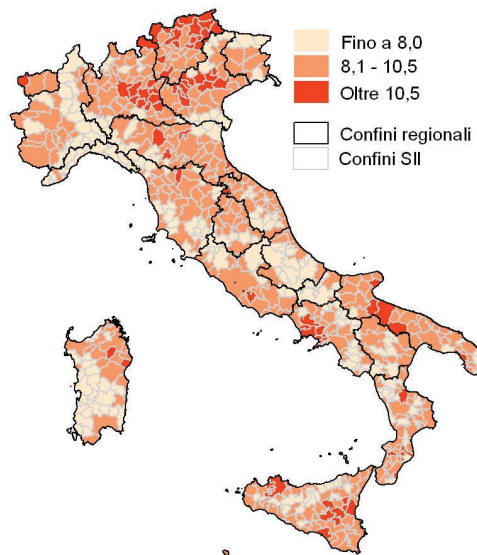 Fino a 8,0
8,1 - 10,5
Oltre 10,5
Confini regionali
Confini SII